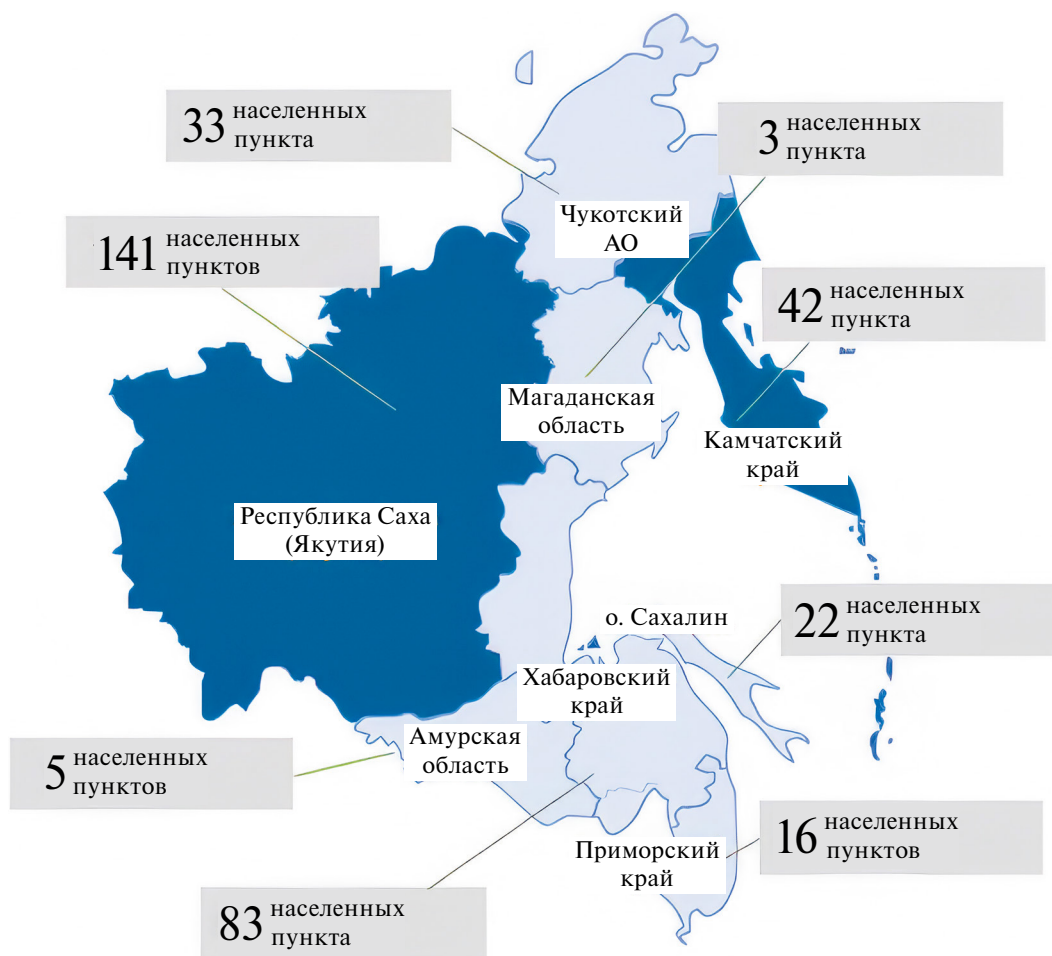 33 населенных
пункта
3 населенных
пункта
Чукотский
АО
141 населенных
пунктов
42 населенных
пункта
Магаданская
область
Камчатский
край
Республика Саха
(Якутия)
о. Сахалин
22 населенных
пункта
Хабаровский
край
5 населенных
пунктов
Амурская
область
16 населенных
пунктов
Приморский
край
83 населенных
пункта